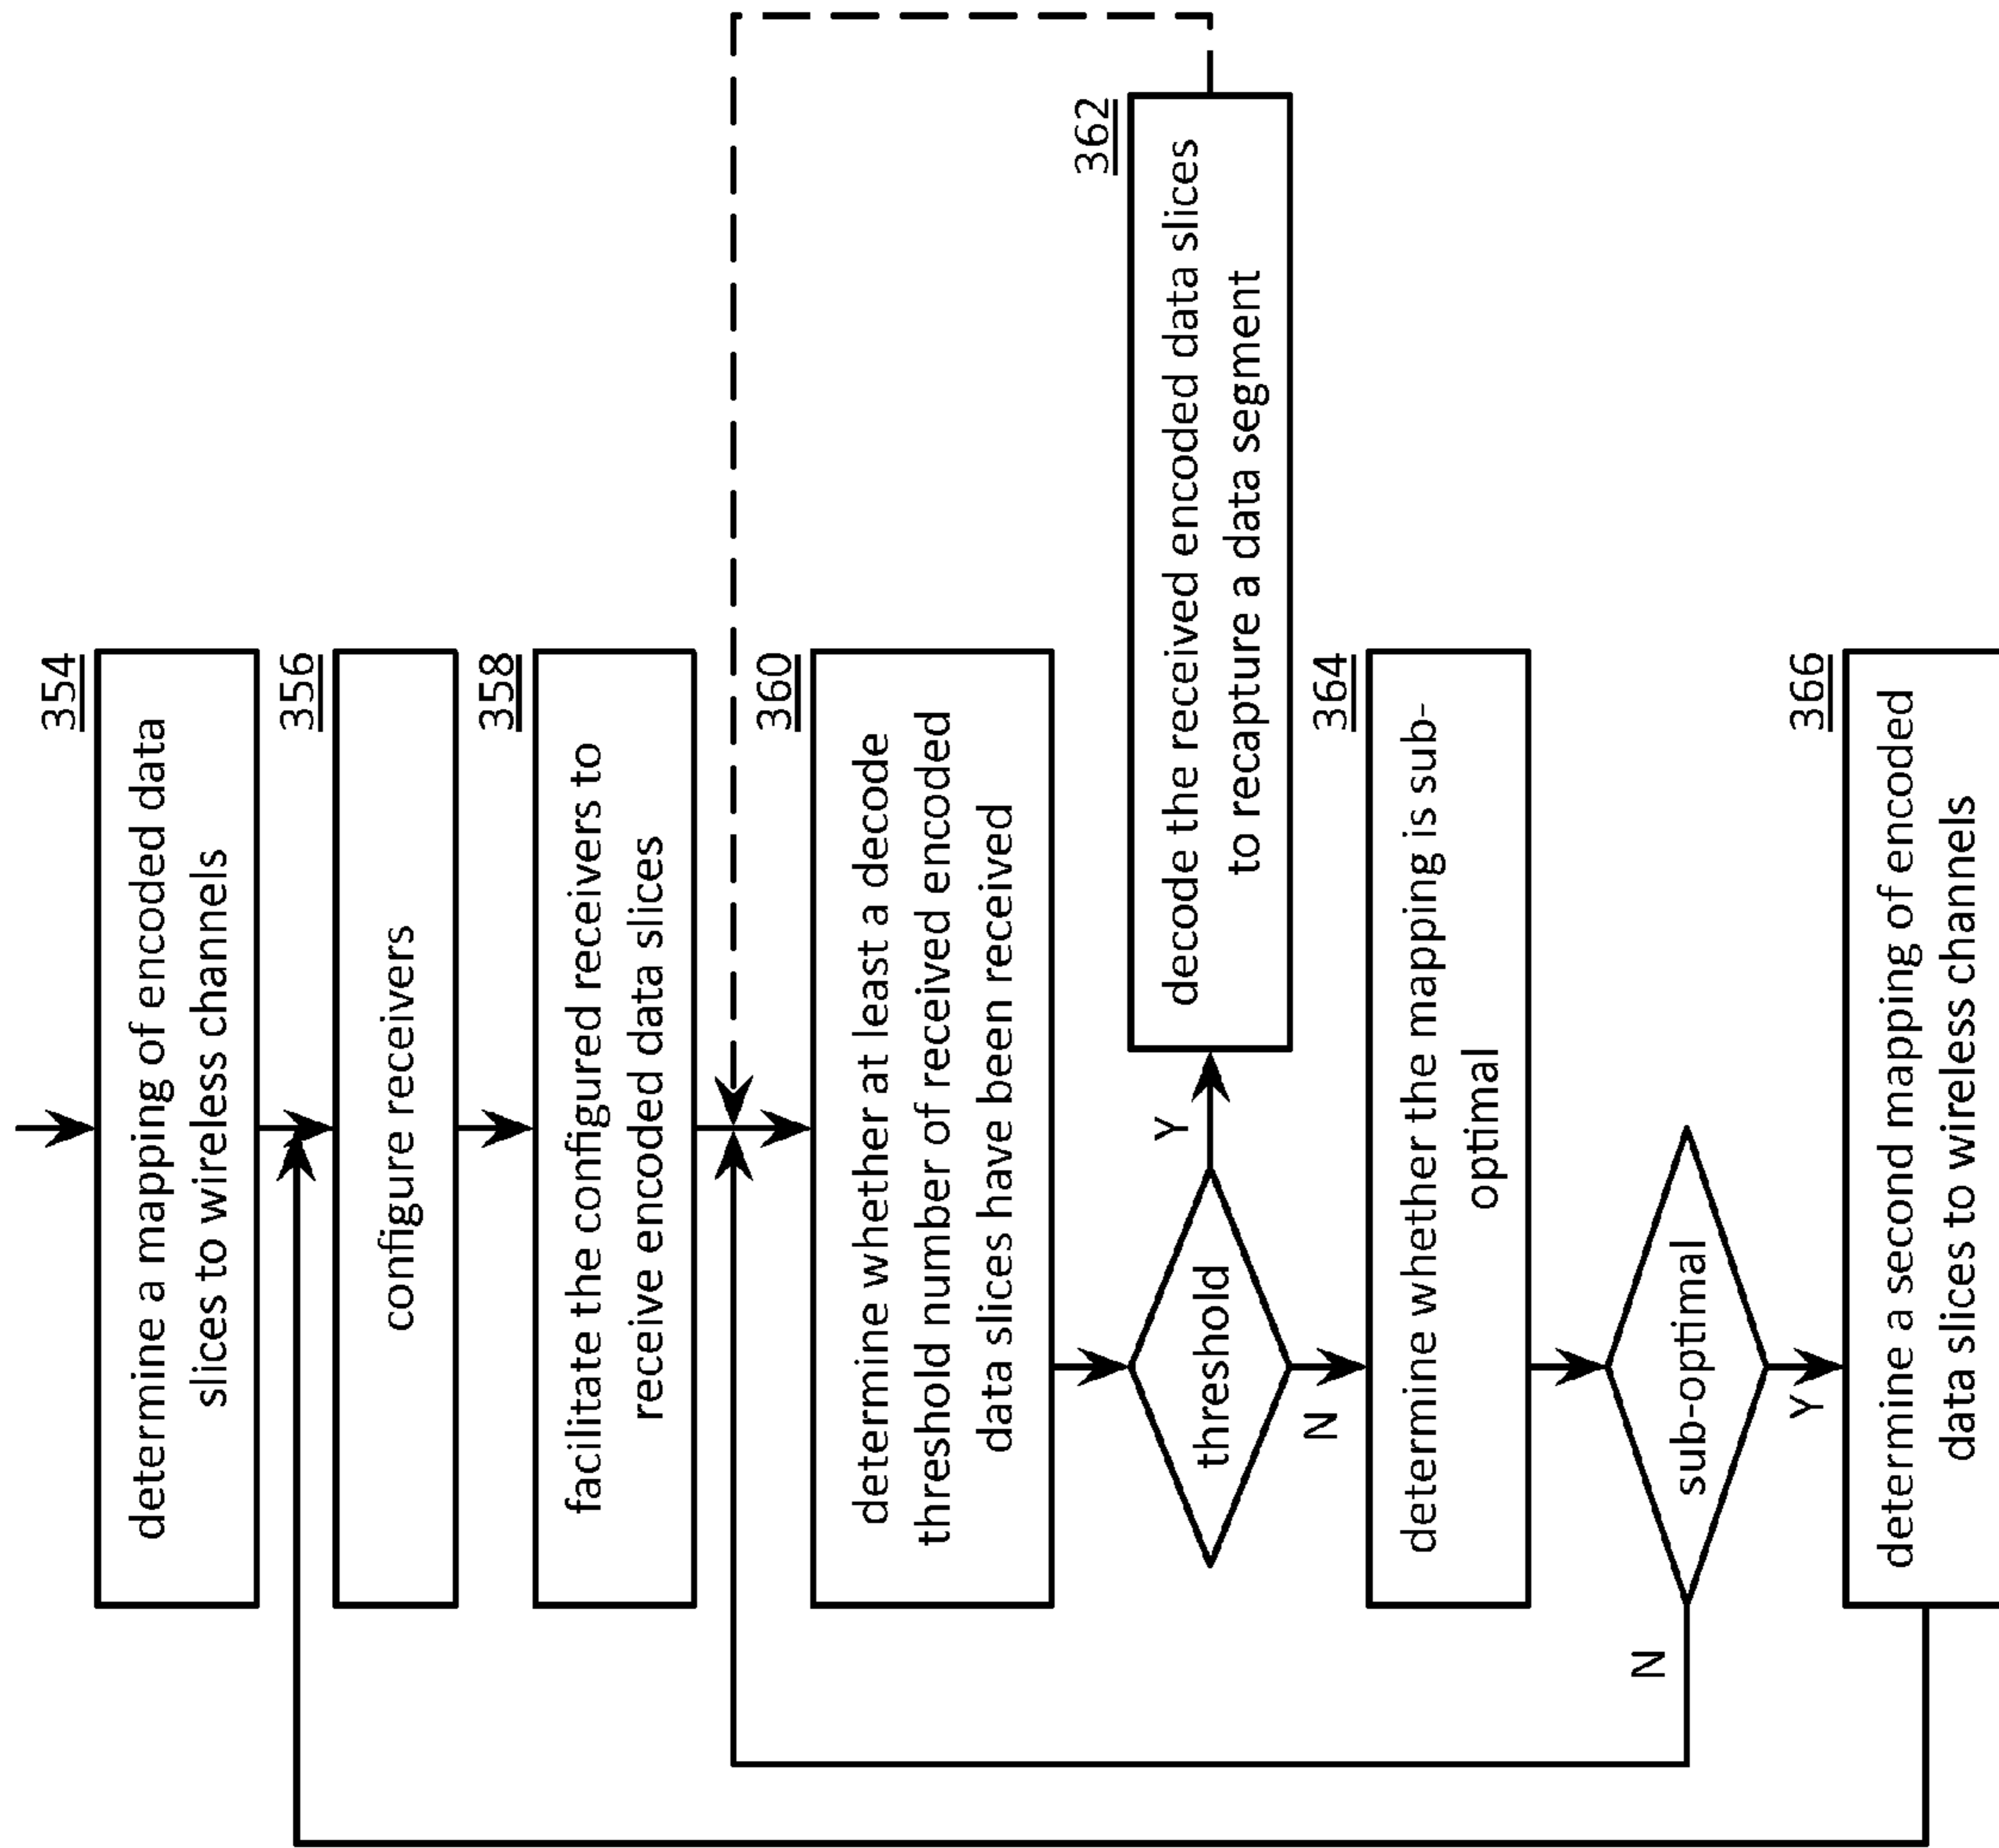 354
determine a mapping of encoded data
slices to wireless channels
356
configure receivers
358
facilitate the configured receivers to
receive encoded data slices
360
determine whether at least a decode
threshold number of received encoded
data slices have been received
threshold
Y
N
362
decode the received encoded data slices
to recapture a data segment
364
determine whether the mapping is sub-
optimal
sub-optimal
N
Y
366
determine a second mapping of encoded
data slices to wireless channels